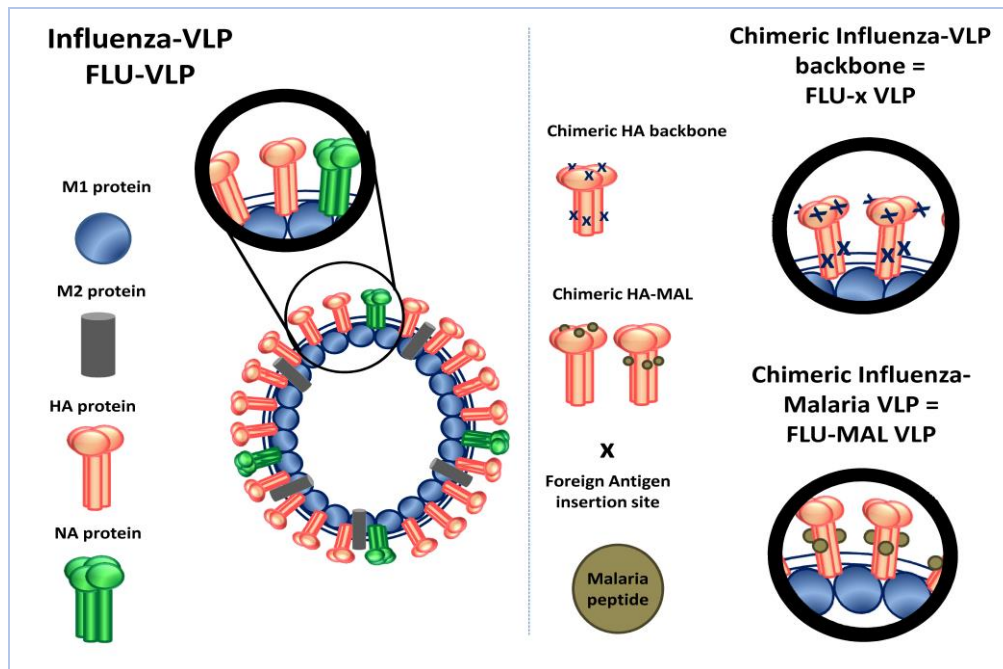 Influenza-VLP
FLU-VLP
M1 protein
M2 protein
HA protein
NA protein
Chimeric HA backbone
x x
x
x x x
Chimeric HA-MAL
x
Foreign Antigen
insertion site
Malaria
peptide
Chimeric Influenza-VLP
backbone =
FLU-x VLP
x x x x x
x x
x x
Chimeric Influenza-
Malaria VLP =
FLU-MAL VLP